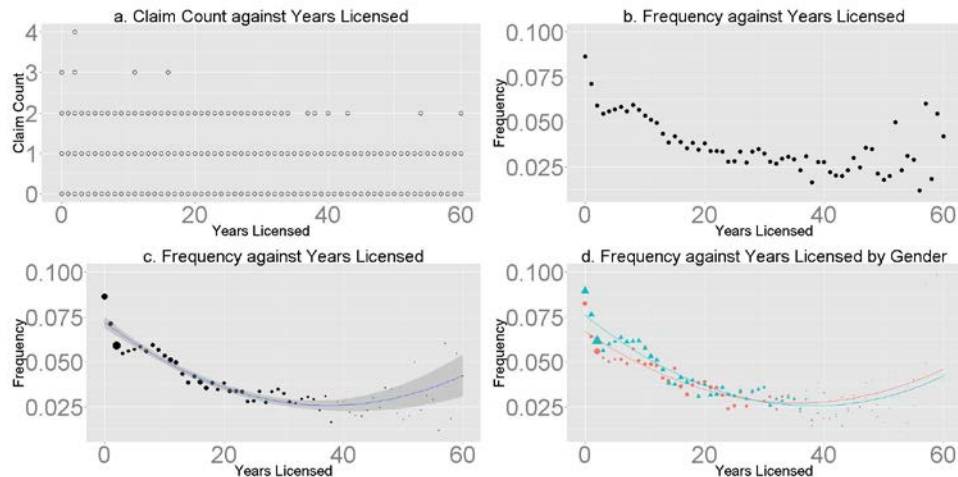 a. Claim Count against Years Licensed
4
3
2
1
0
Claim Count
0 20 40 60
Years Licensed
b. Frequency against Years Licensed
0.100
0.075
0.050
0.025
Frequency
0 20 40 60
Years Licensed
c. Frequency against Years Licensed
0.100
0.075
0.050
0.025
Frequency
0 20 40 60
Years Licensed
d. Frequency against Years Licensed by Gender
0.100
0.075
0.050
0.025
Frequency
0 20 40 60
Years Licensed